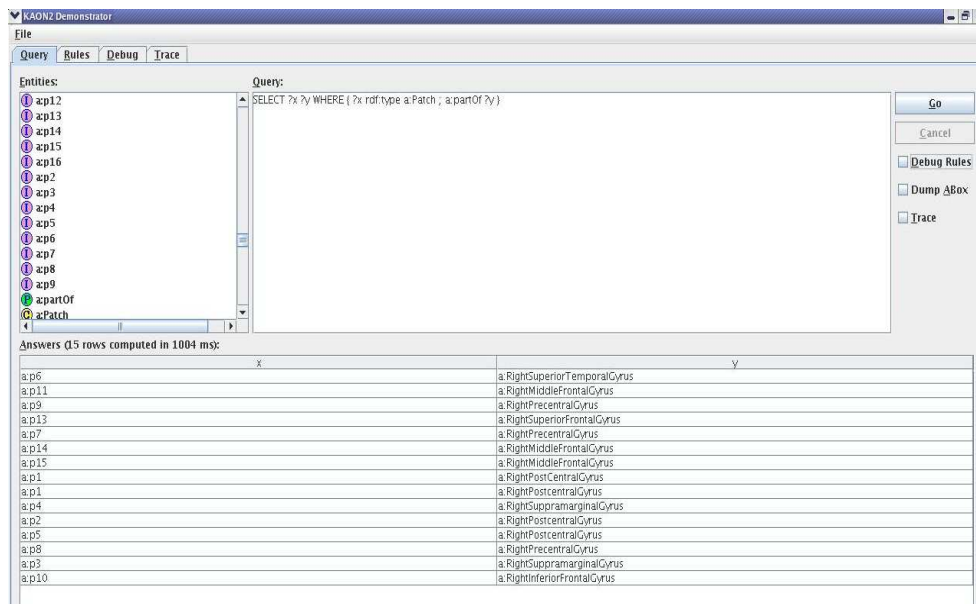 KAON2 Demonstrator
File
Query Rules Debug Trace
Entities:
Query:
I a:p12
I a:p13
I a:p14
I a:p15
I a:p16
I a:p2
I a:p3
I a:p4
I a:p5
I a:p6
I a:p7
I a:p8
I a:p9
P a:partOf
C a:Patch
SELECT ?x ?y WHERE { ?x rdf:type a:Patch ; a:partOf ?y }
Go
Cancel
Debug Rules
Dump ABox
Trace
Answers (15 rows computed in 1004 ms):
x y
a:p6 a:RightSuperiorTemporalGyrus
a:p11 a:RightMiddleFrontalGyrus
a:p9 a:RightPrecentralGyrus
a:p13 a:RightSuperiorFrontalGyrus
a:p7 a:RightPrecentralGyrus
a:p14 a:RightMiddleFrontalGyrus
a:p15 a:RightMiddleFrontalGyrus
a:p1 a:RightPostCentralGyrus
a:p1 a:RightPostcentralGyrus
a:p4 a:RightSuppramarginalGyrus
a:p2 a:RightPostcentralGyrus
a:p5 a:RightPostcentralGyrus
a:p8 a:RightPrecentralGyrus
a:p3 a:RightSuppramarginalGyrus
a:p10 a:RightInferiorFrontalGyrus